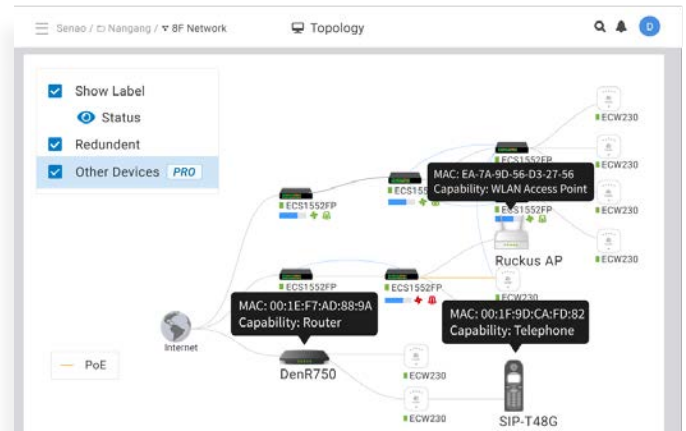 Senao / Nangang / 8F Network
Topology
D
Show Label
Status
Redundent
Other Devices PRO
ECW230
ECS1552FP
ECW230
MAC: EA-7A-9D-56-D3-27-56
Capability: WLAN Access Point
ECS155
ECS1552FP
ECS1552FP
ECW230
Ruckus AP
ECW230
ECS1552FP
ECS1552FP
ECW230
MAC: 00:1E:F7:AD:88:9A
Capability: Router
MAC: 00:1F:9D:CA:FD:82
Capability: Telephone
Internet
PoE
DenR750
ECW230
ECW230
SIP-T48G